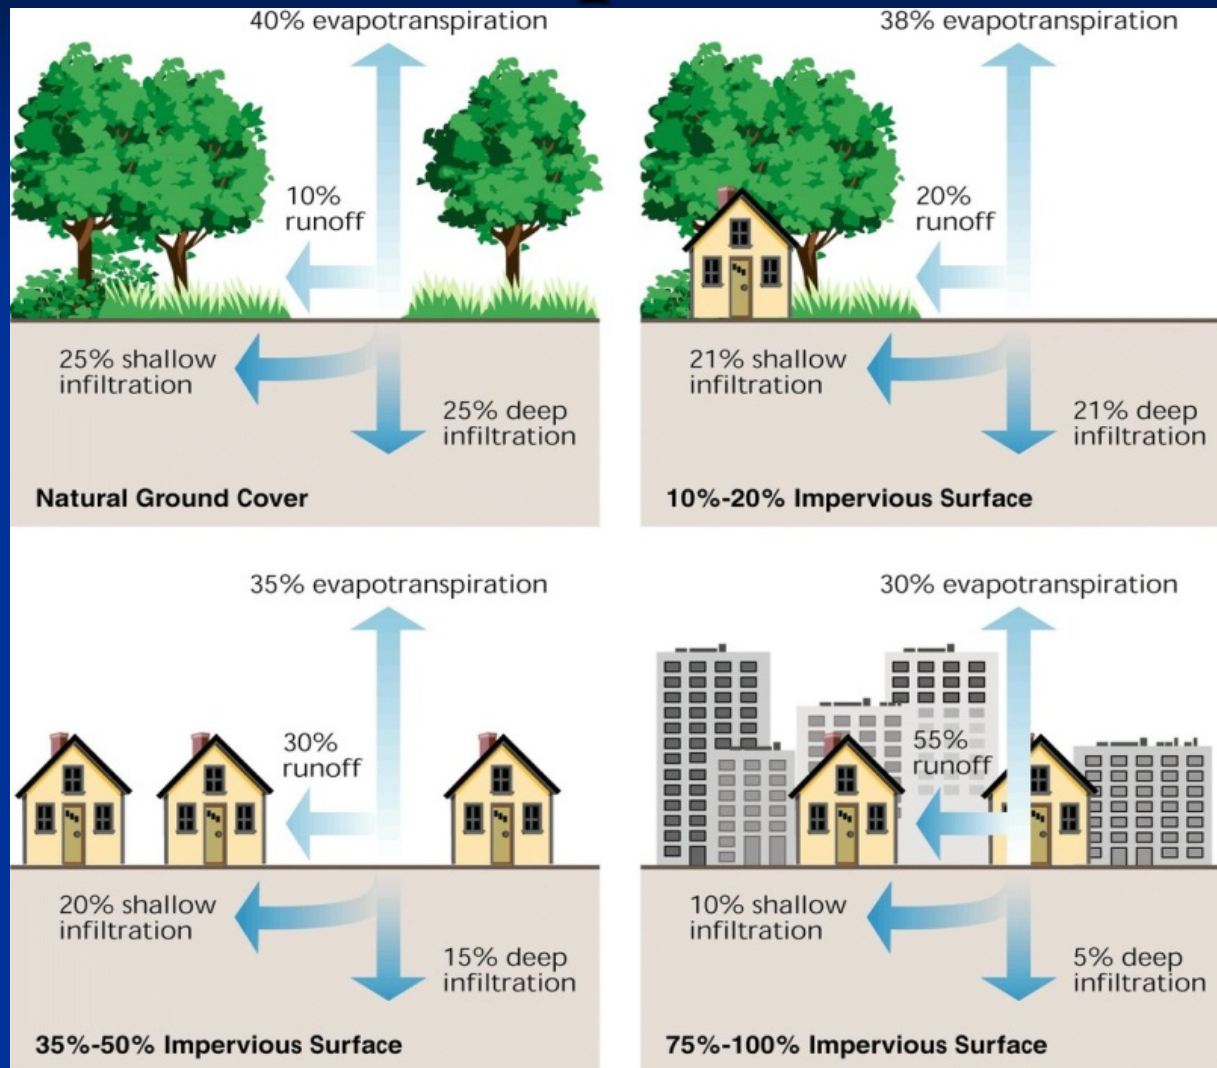 40% evapotranspiration
10%
runoff
25% shallow
infiltration
25% deep
infiltration
Natural Ground Cover
38% evapotranspiration
20%
runoff
21% shallow
infiltration
21% deep
infiltration
10%-20% Impervious Surface
35% evapotranspiration
30%
runoff
20% shallow
infiltration
15% deep
infiltration
35%-50% Impervious Surface
30% evapotranspiration
55%
runoff
10% shallow
infiltration
5% deep
infiltration
75%-100% Impervious Surface